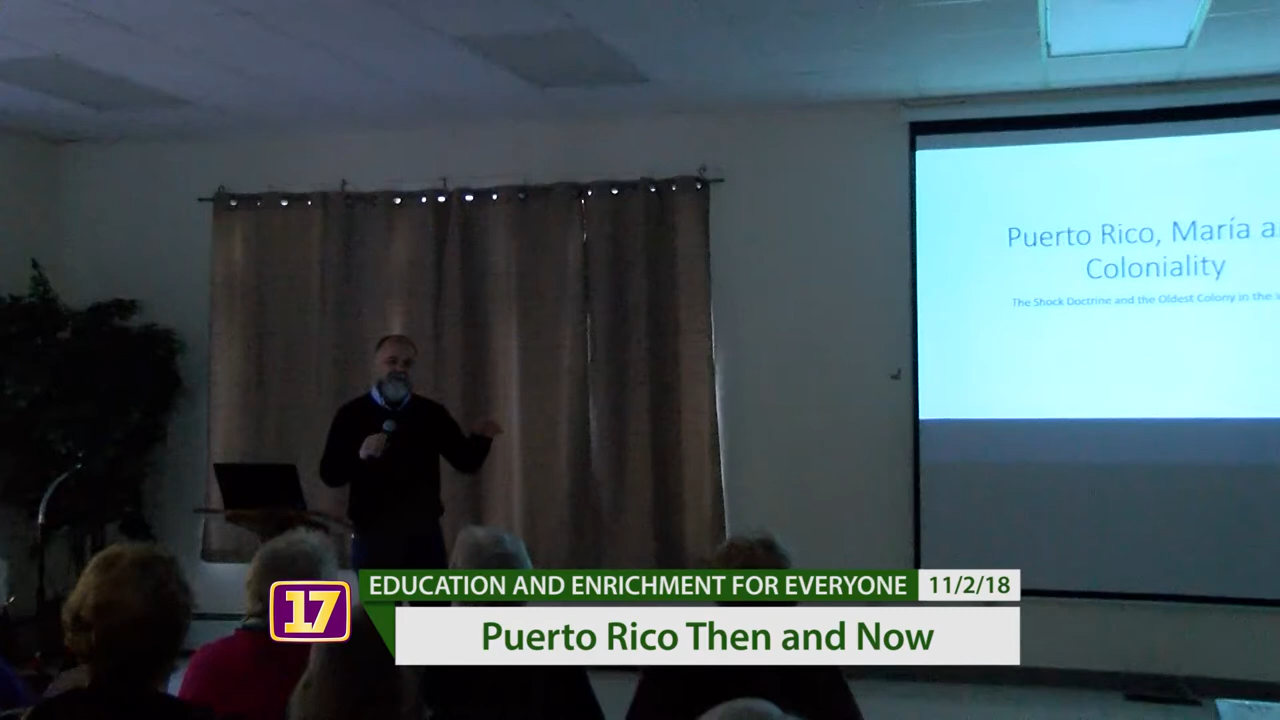 Puerto Rico, María
Coloniality
The Shock Doctrine and the Oldest Colony in the
EDUCATION AND ENRICHMENT FOR EVERYONE 11/2/18
17
Puerto Rico Then and Now